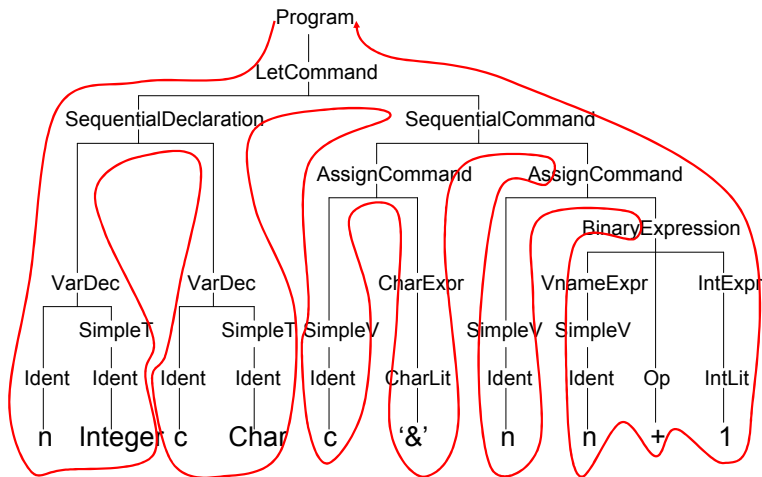 Program
LetCommand
SequentialDeclaration SequentialCommand
AssignCommand AssignCommand
BinaryExpression
VarDec VarDec CharExpr VnameExpr IntExpr
SimpleT SimpleT SimpleV SimpleV SimpleV
Ident Ident Ident Ident Ident CharLit Ident Ident Op IntLit
n Integer c Char c ‘&’ n n + 1